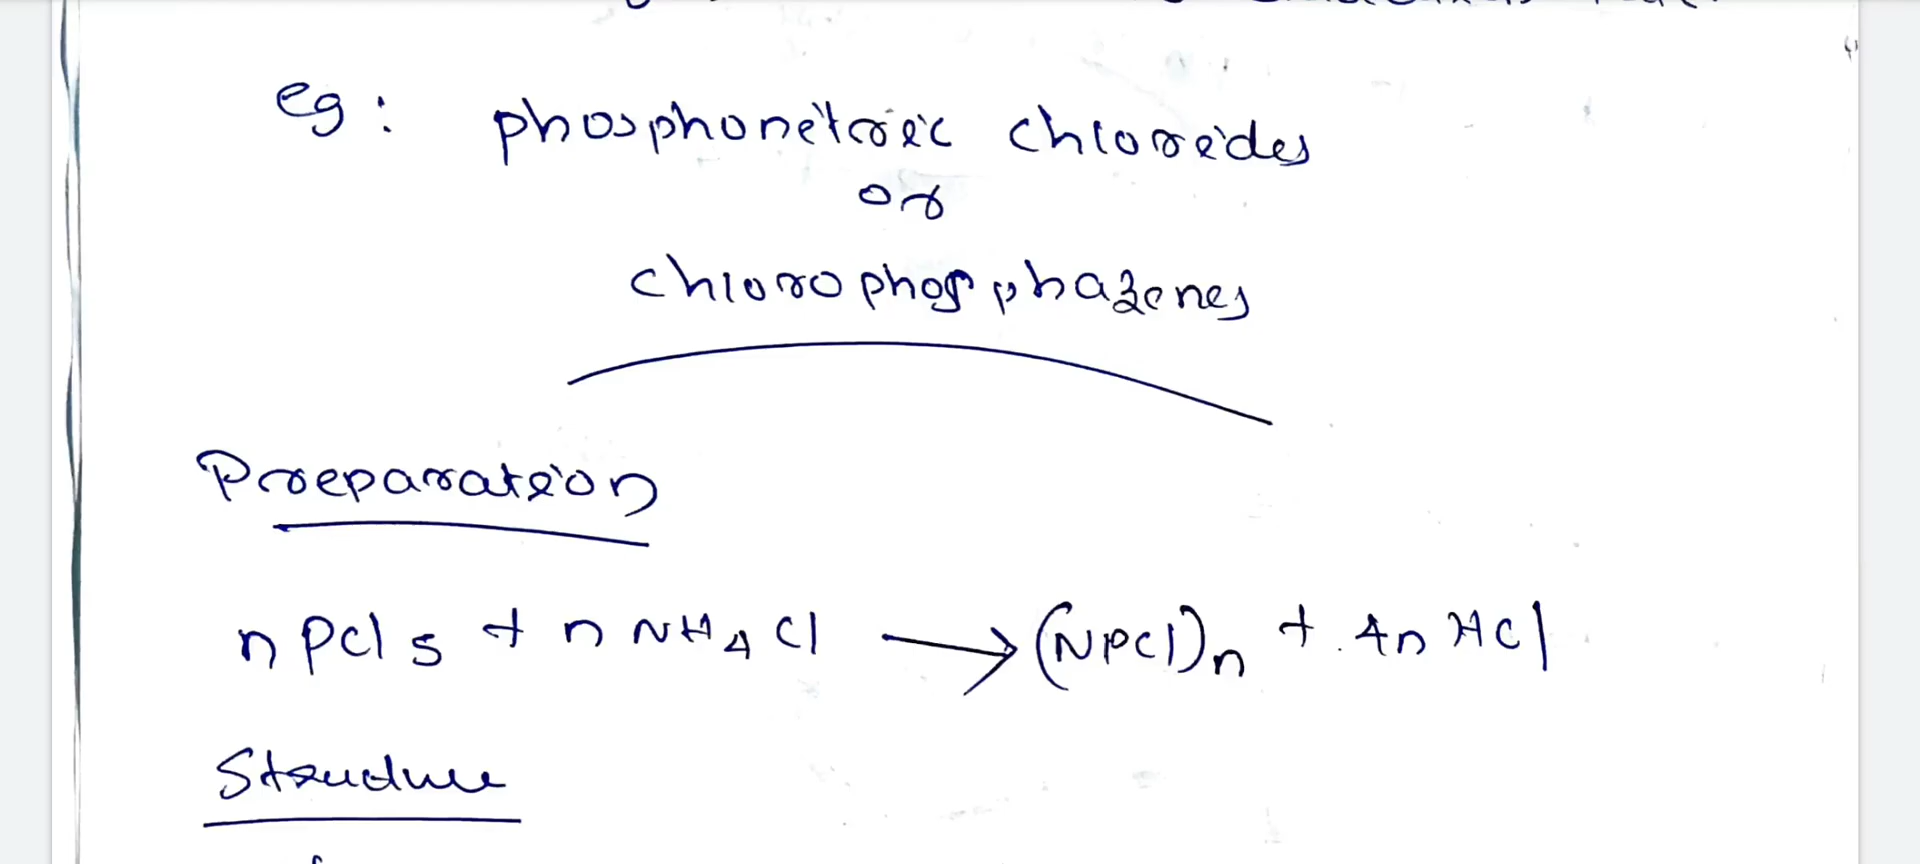 eg: phosphonitric chlorides
or
chlorophosphazenes
Preparation
n PCl5 + n NH4Cl → (NPCl)n + 4n HCl
Structure